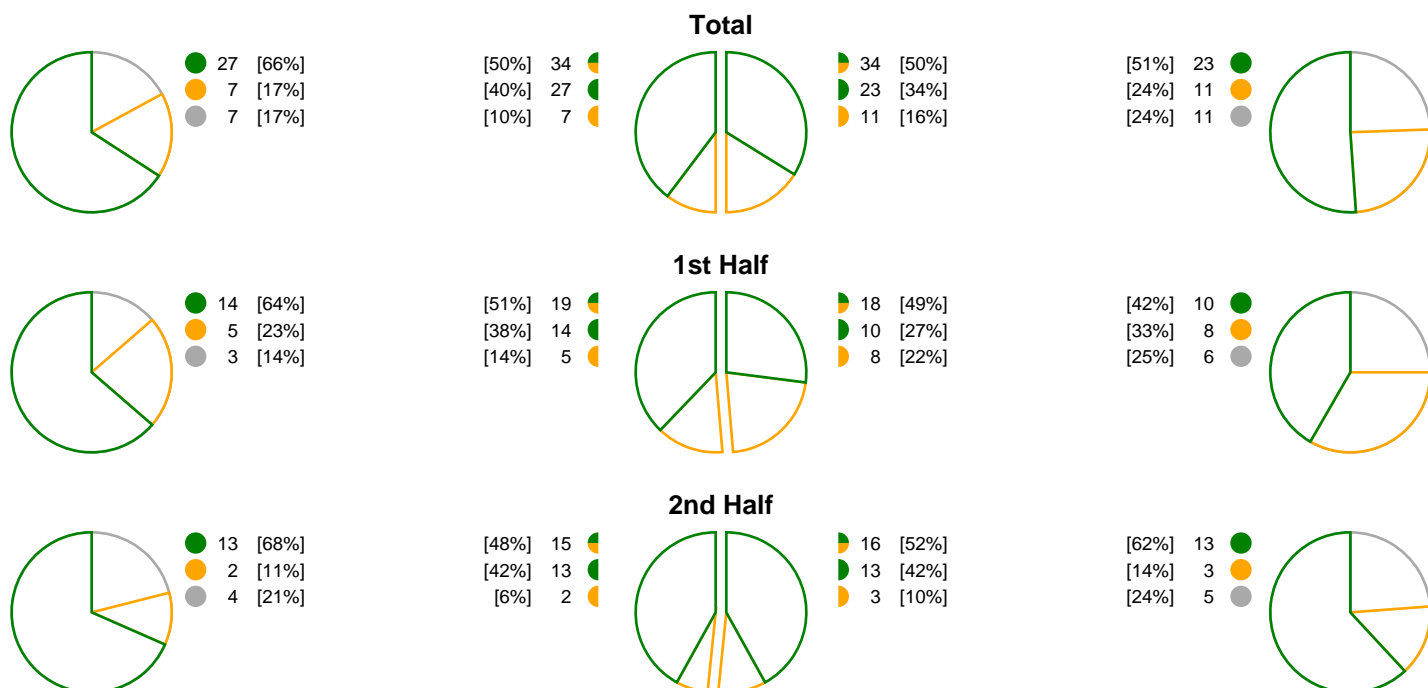 Total
27 [66%] [50%] 34 34 [50%] [51%] 23
7 [17%] [40%] 27 23 [34%] [24%] 11
7 [17%] [10%] 7 11 [16%] [24%] 11
1st Half
14 [64%] [51%] 19 18 [49%] [42%] 10
5 [23%] [38%] 14 10 [27%] [33%] 8
3 [14%] [14%] 5 8 [22%] [25%] 6
2nd Half
13 [68%] [48%] 15 16 [52%] [62%] 13
2 [11%] [42%] 13 13 [42%] [14%] 3
4 [21%] [6%] 2 3 [10%] [24%] 5